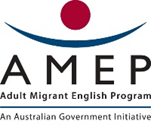 AMEP
Adult Migrant English Program
An Australian Government Initiative